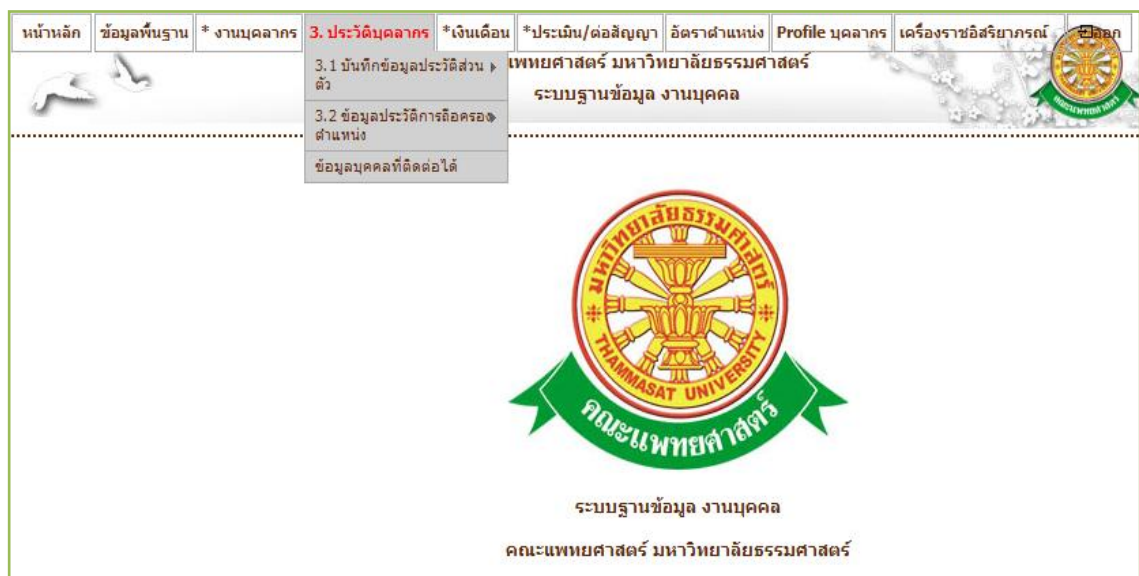 หน้าหลัก ข้อมูลพื้นฐาน * งานบุคลากร 3. ประวัติบุคลากร *เงินเดือน *ประเมิน/ต่อสัญญา อัตราตำแหน่ง Profile บุคลากร เครื่องราชอิสริยาภรณ์ ออก
แพทยศาสตร์ มหาวิทยาลัยธรรมศาสตร์
ระบบฐานข้อมูล งานบุคคล
3.1 บันทึกข้อมูลประวัติส่วน
ตัว
3.2 ข้อมูลประวัติการถือครอง
ตำแหน่ง
ข้อมูลบุคคลที่ติดต่อได้
มหาวิทยาลัยธรรมศาสตร์
THAMMASAT UNIVERSITY
คณะแพทยศาสตร์
ระบบฐานข้อมูล งานบุคคล
คณะแพทยศาสตร์ มหาวิทยาลัยธรรมศาสตร์